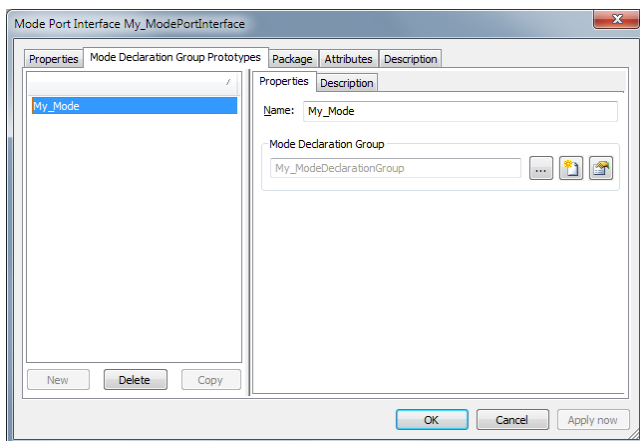 Mode Port Interface My_ModePortInterface
Properties Mode Declaration Group Prototypes Package Attributes Description
My_Mode
Properties Description
Name: My_Mode
Mode Declaration Group
My_ModeDeclarationGroup ...
New Delete Copy
OK Cancel Apply now